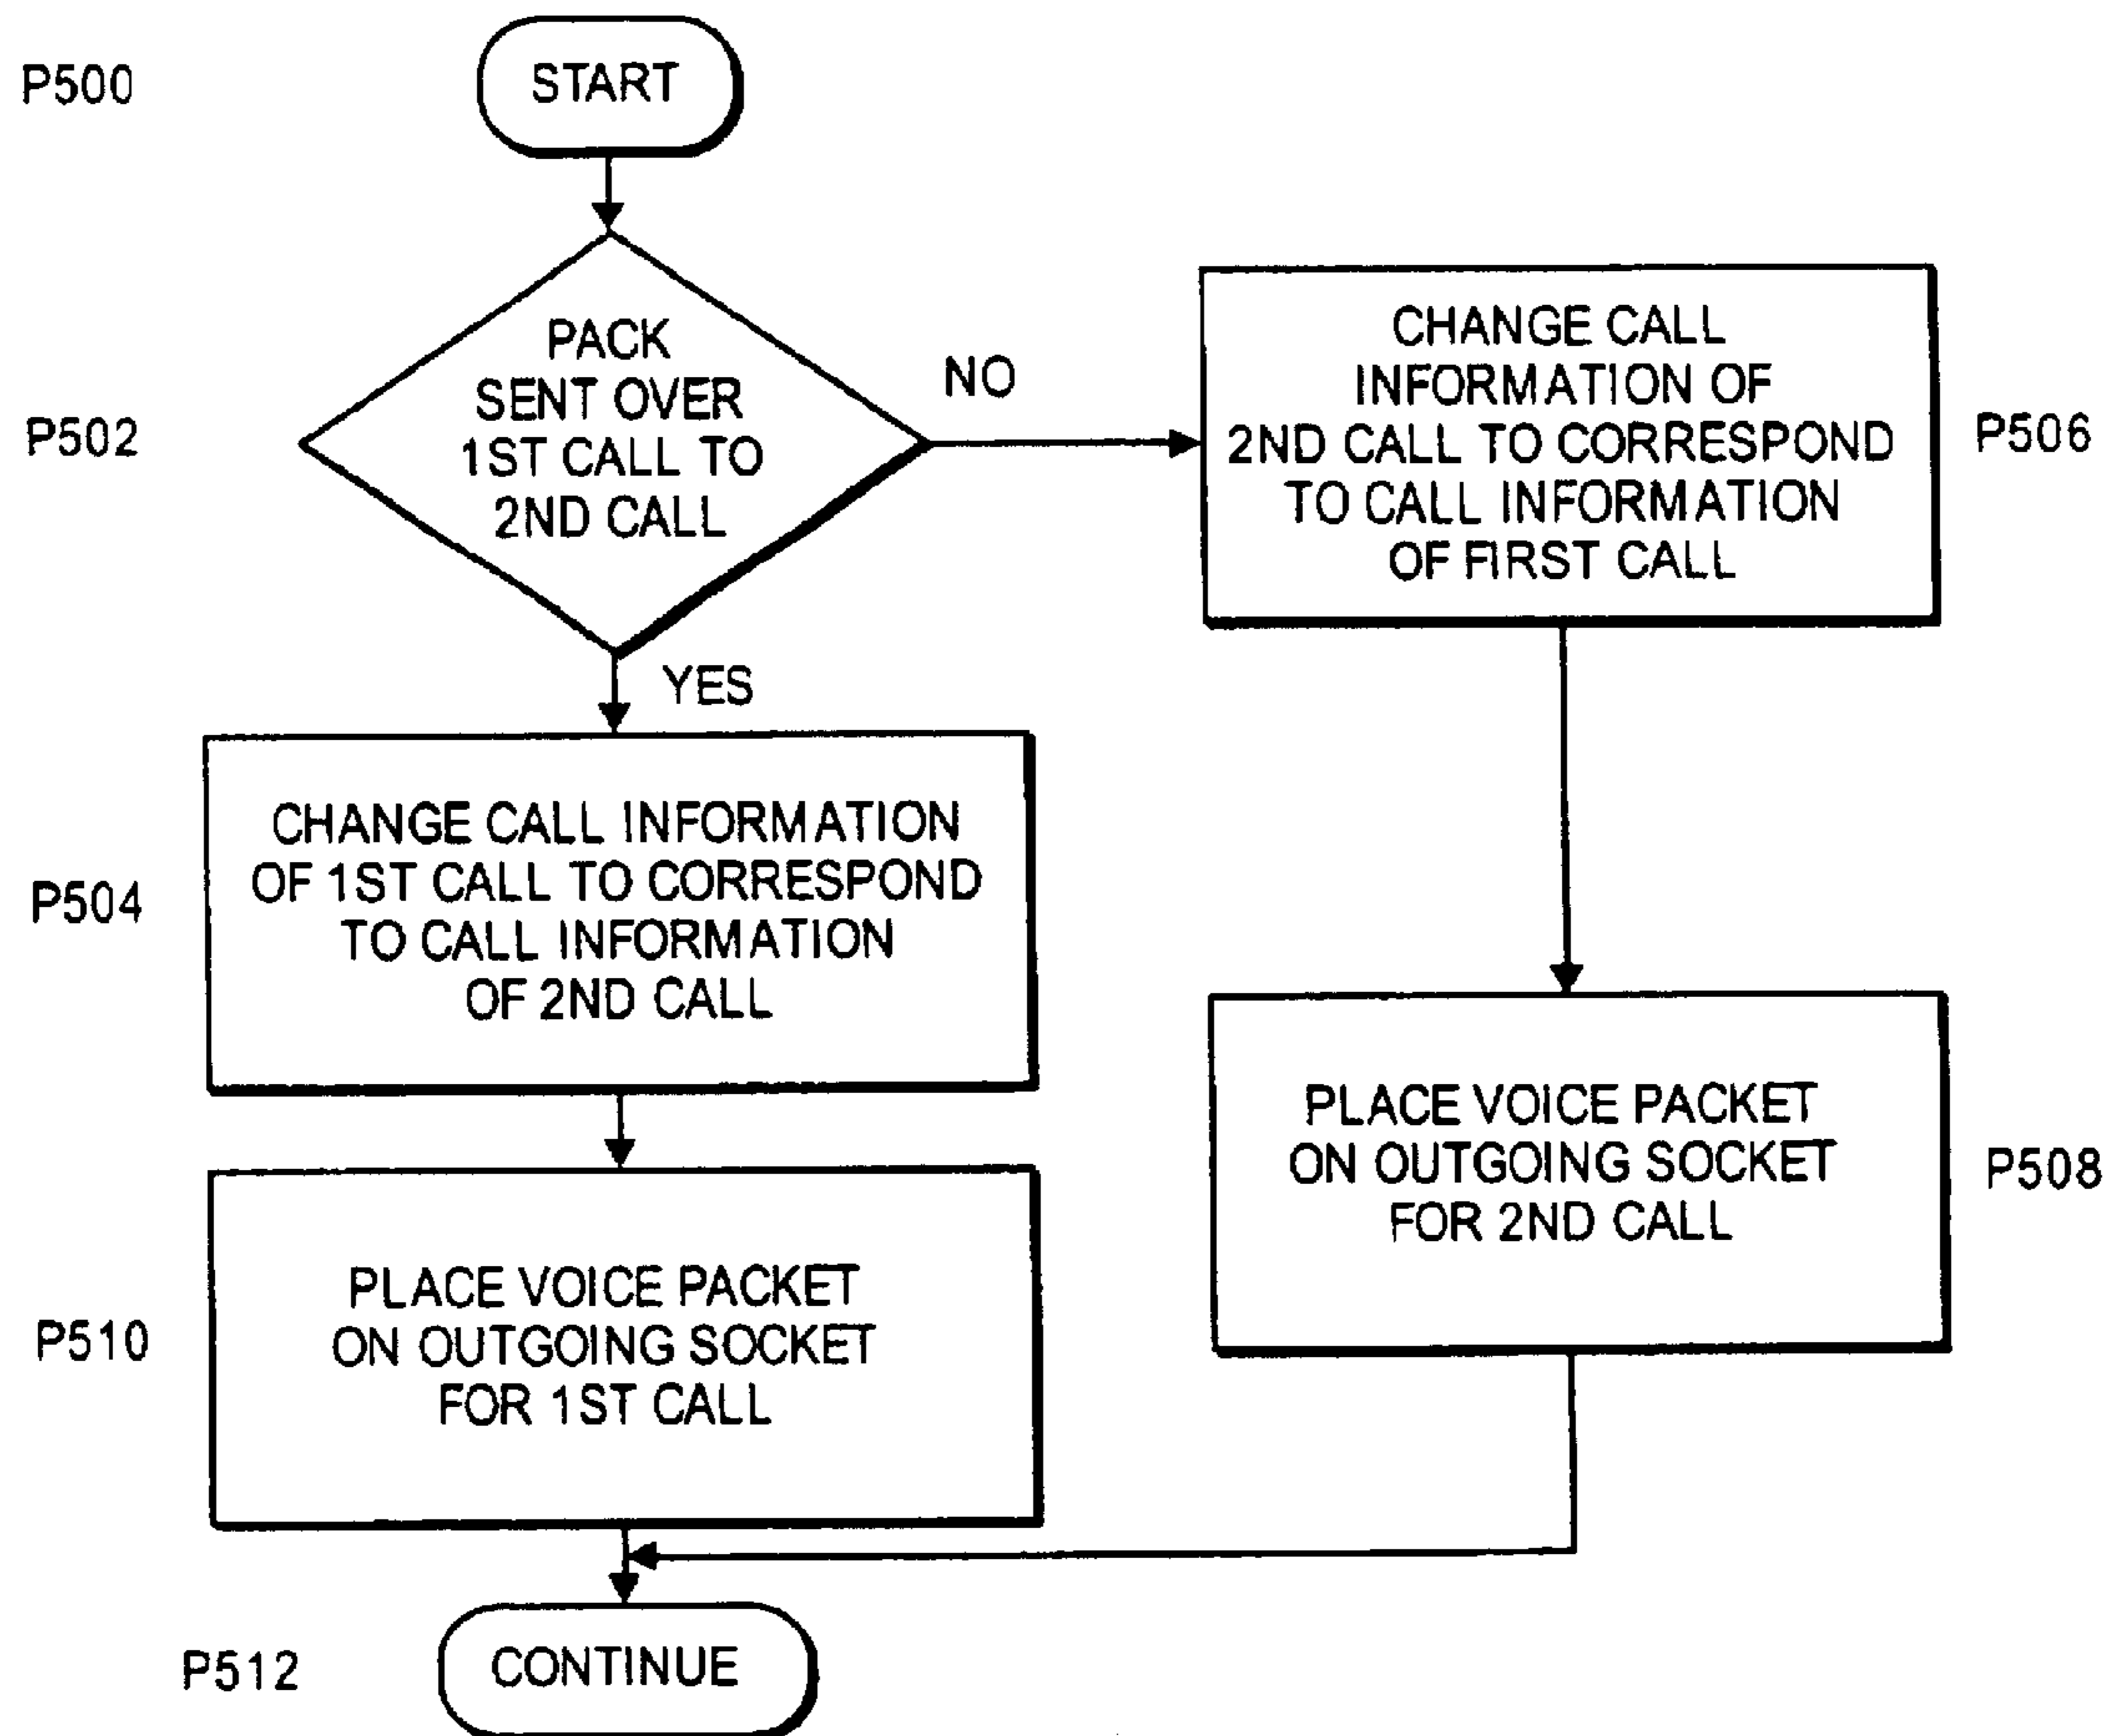 P500
START
P502
PACK
SENT OVER
1ST CALL TO
2ND CALL
NO
CHANGE CALL
INFORMATION OF
2ND CALL TO CORRESPOND
TO CALL INFORMATION
OF FIRST CALL
P506
YES
P504
CHANGE CALL INFORMATION
OF 1ST CALL TO CORRESPOND
TO CALL INFORMATION
OF 2ND CALL
PLACE VOICE PACKET
ON OUTGOING SOCKET
FOR 2ND CALL
P508
P510
PLACE VOICE PACKET
ON OUTGOING SOCKET
FOR 1ST CALL
P512
CONTINUE